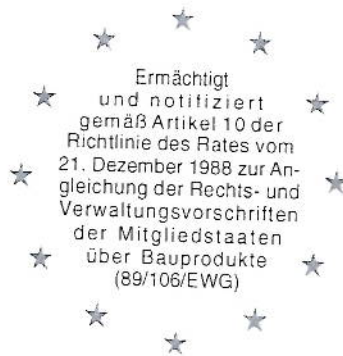 Ermächtigt
und notifiziert
gemäß Artikel 10 der
Richtlinie des Rates vom
21. Dezember 1988 zur An-
gleichung der Rechts- und
Verwaltungsvorschriften
der Mitgliedstaaten
über Bauprodukte
(89/106/EWG)